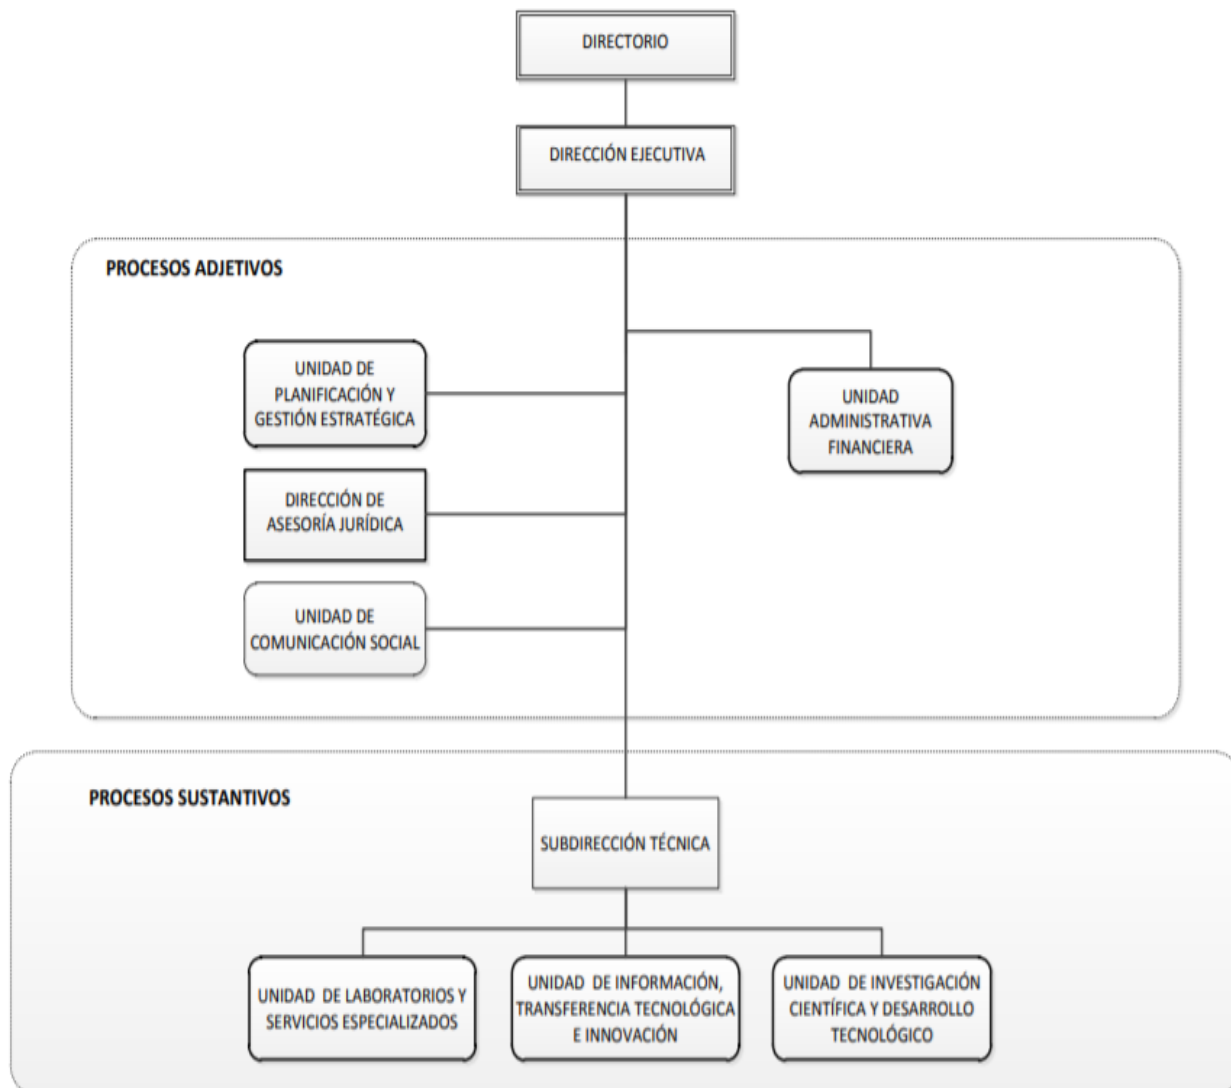 DIRECTORIO
DIRECCIÓN EJECUTIVA
PROCESOS ADJETIVOS
UNIDAD DE
PLANIFICACIÓN Y
GESTIÓN ESTRATÉGICA
UNIDAD
ADMINISTRATIVA
FINANCIERA
DIRECCIÓN DE
ASESORÍA JURÍDICA
UNIDAD DE
COMUNICACIÓN SOCIAL
PROCESOS SUSTANTIVOS
SUBDIRECCIÓN TÉCNICA
UNIDAD DE LABORATORIOS Y
SERVICIOS ESPECIALIZADOS
UNIDAD DE INFORMACIÓN,
TRANSFERENCIA TECNOLÓGICA
E INNOVACIÓN
UNIDAD DE INVESTIGACIÓN
CIENTÍFICA Y DESARROLLO
TECNOLÓGICO